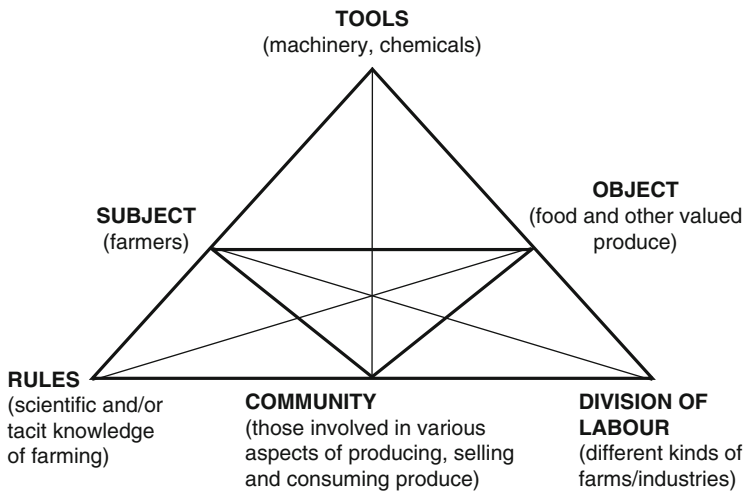 TOOLS
(machinery, chemicals)
SUBJECT
(farmers)
OBJECT
(food and other valued
produce)
RULES
(scientific and/or
tacit knowledge
of farming)
COMMUNITY
(those involved in various
aspects of producing, selling
and consuming produce)
DIVISION OF
LABOUR
(different kinds of
farms/industries)